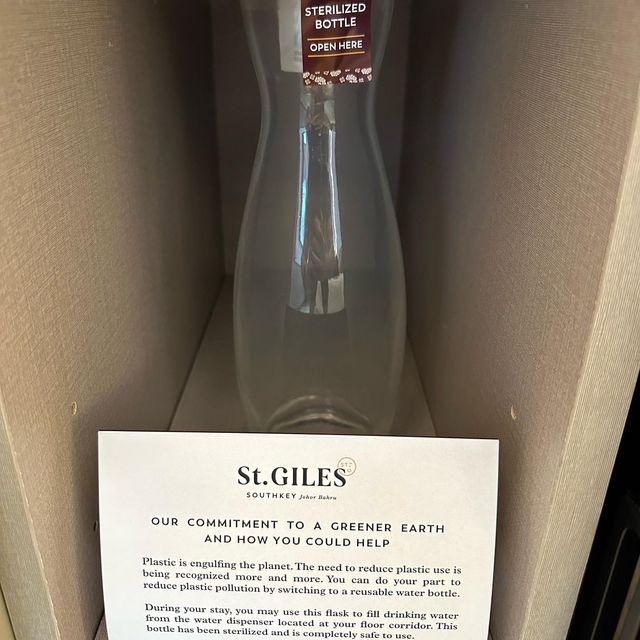 STERILIZED
BOTTLE
OPEN HERE
St.GILES
SOUTHKEY Johor Bahru
OUR COMMITMENT TO A GREENER EARTH
AND HOW YOU COULD HELP
Plastic is engulfing the planet. The need to reduce plastic use is
being recognized more and more. You can do your part to
reduce plastic pollution by switching to a reusable water bottle.
During your stay, you may use this flask to fill drinking water
from the water dispenser located at your floor corridor. This
bottle has been sterilized and is completely safe to use.